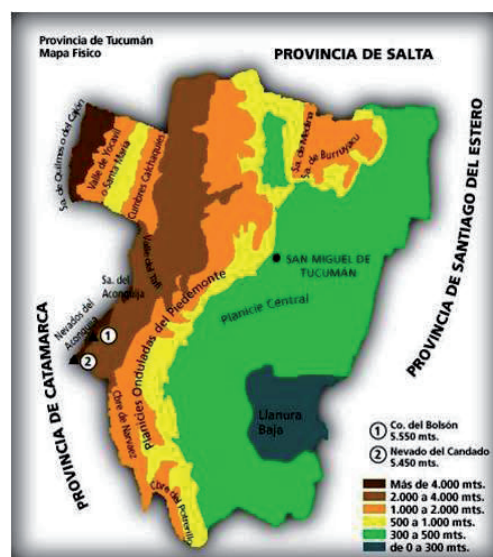 Provincia de Tucumán
Mapa Físico
PROVINCIA DE SALTA
Sa. de Quilmes o del Cajón
Valle de Yocavil
o Santa María
Cumbres Calchaquíes
Sa. de Medina
Sa. de Burruyacu
PROVINCIA DE SANTIAGO DEL ESTERO
Valle de Tafí
SAN MIGUEL DE
TUCUMÁN
Sa. del
Aconquija
Nevados del
Aconquija
1
2
Planicies Onduladas del Piedemonte
Planicie Central
PROVINCIA DE CATAMARCA
Cbre de Narvaez
Llanura
Baja
Cbre del Potrerillo
1 Co. del Bolsón
5.550 mts.
2 Nevado del Candado
5.450 mts.
Más de 4.000 mts.
2.000 a 4.000 mts.
1.000 a 2.000 mts.
500 a 1.000 mts.
300 a 500 mts.
de 0 a 300 mts.